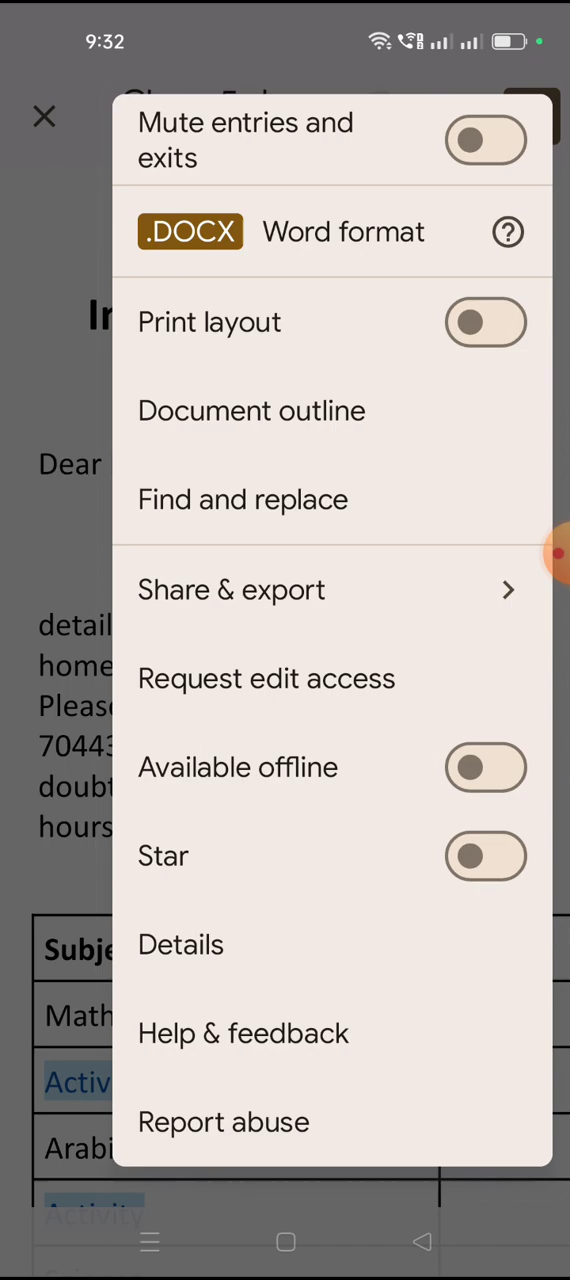 9:32
Mute entries and
exits
.DOCX Word format
Print layout
Dear
Document outline
Find and replace
Share & export
detail
home
Request edit access
Please
70443
Available offline
doubt
hours
Star
Subje
Details
Math
Help & feedback
Activ
Report abuse
Arabi
Activity